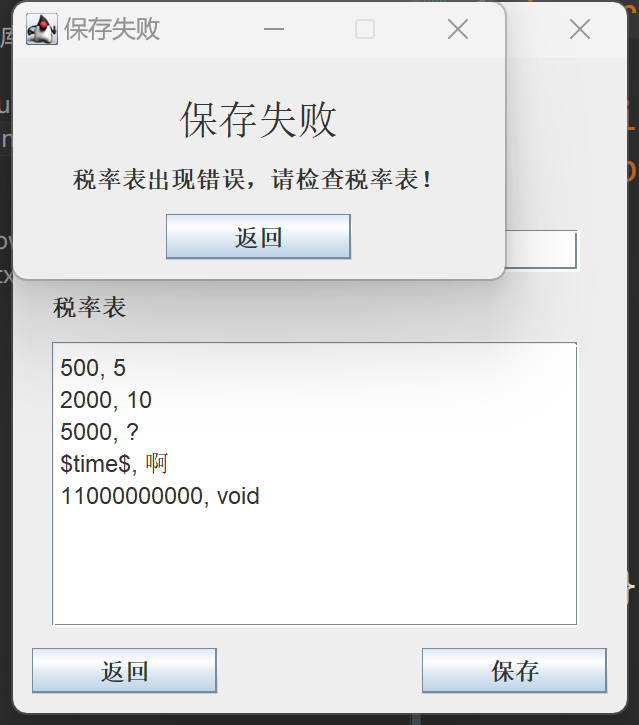 保存失败
保存失败
税率表出现错误，请检查税率表！
返回
税率表
500, 5
2000, 10
5000, ?
$time$, 啊
11000000000, void
返回
保存